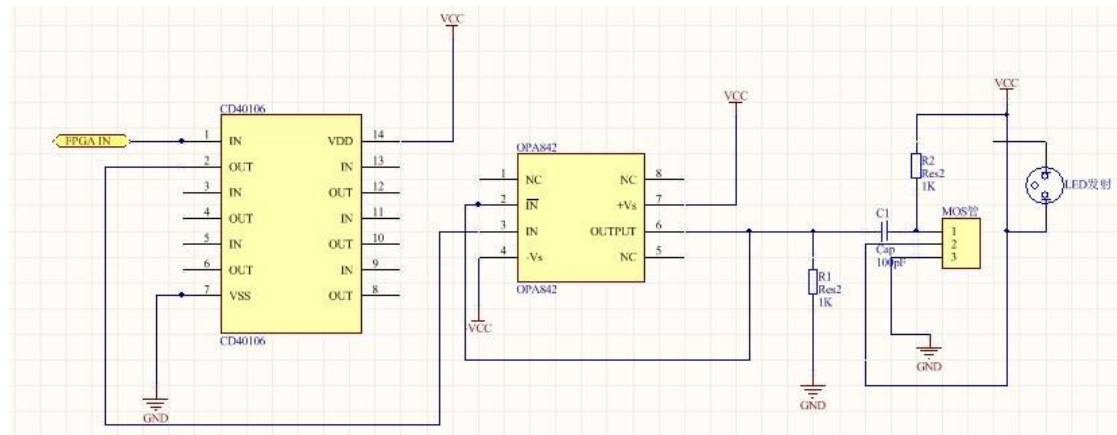 VCC
CD40106
FPGA IN
1 IN VDD 14
2 OUT IN 13
3 IN OUT 12
4 OUT IN 11
5 IN OUT 10
6 OUT IN 9
7 VSS OUT 8
CD40106
GND
VCC
OPA842
1 NC NC 8
2 IN +Vs 7
3 IN OUTPUT 6
4 -Vs NC 5
OPA842
-VCC
R1
Res2
1K
GND
C1
Cap
100pF
VCC
R2
Res2
1K
LED发射
MOS管
1
2
3
GND